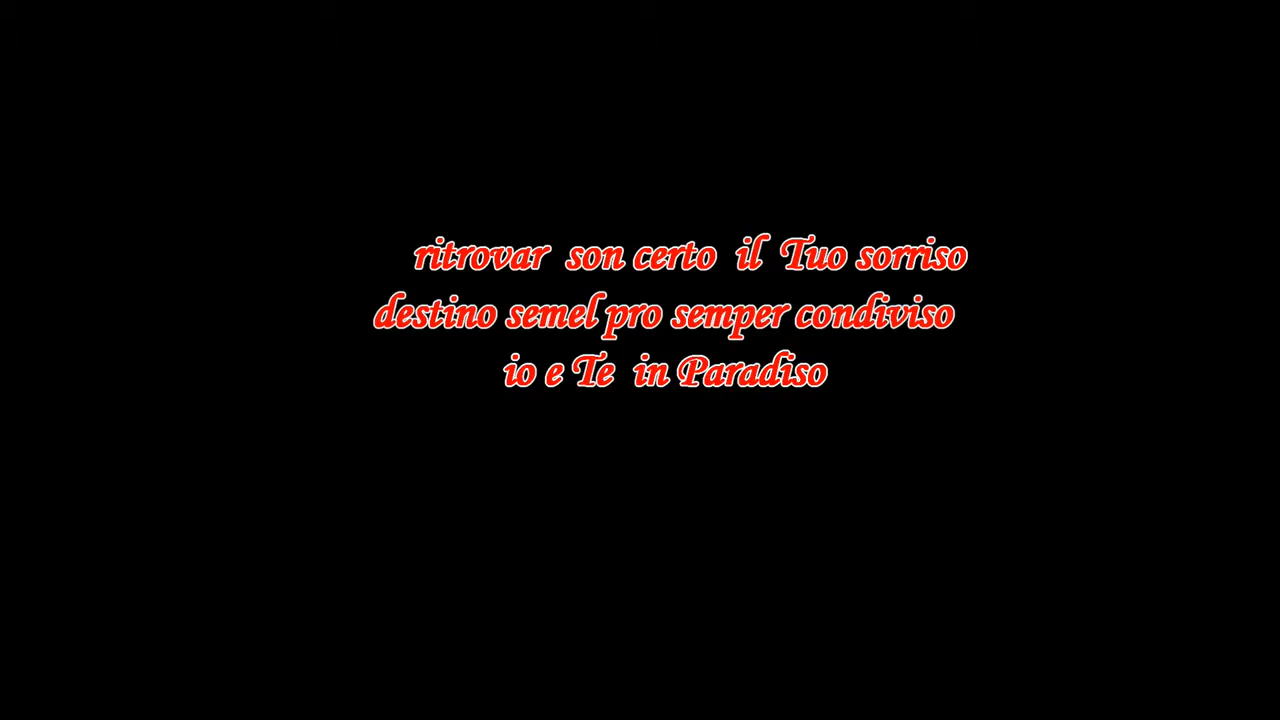 ritrovar son certo il Tuo sorriso
destino semel pro semper condiviso
io e Te in Paradiso